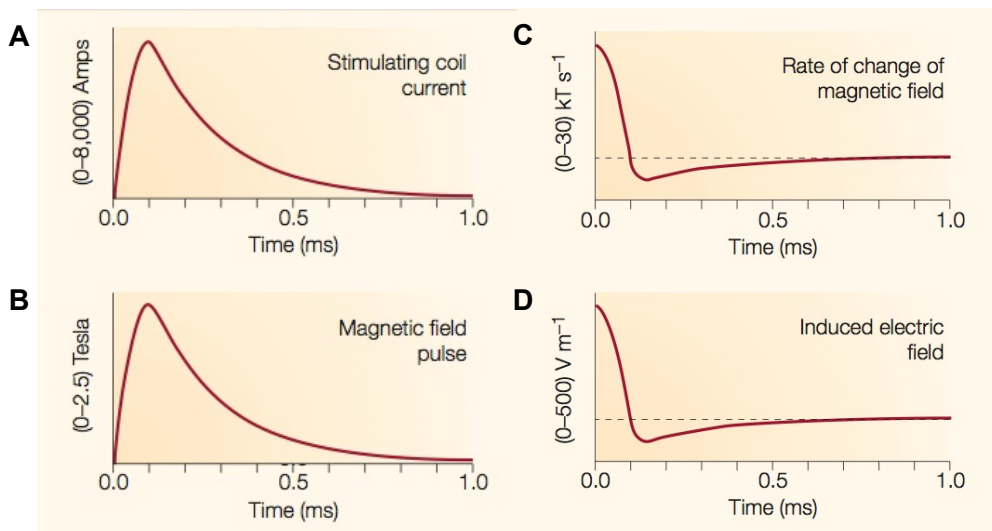 A
(0–8,000) Amps
Stimulating coil
current
0.0
0.5
1.0
Time (ms)
B
(0–2.5) Tesla
Magnetic field
pulse
0.0
0.5
1.0
Time (ms)
C
(0–30) kT s⁻¹
Rate of change of
magnetic field
0.0
0.5
1.0
Time (ms)
D
(0–500) V m⁻¹
Induced electric
field
0.0
0.5
1.0
Time (ms)